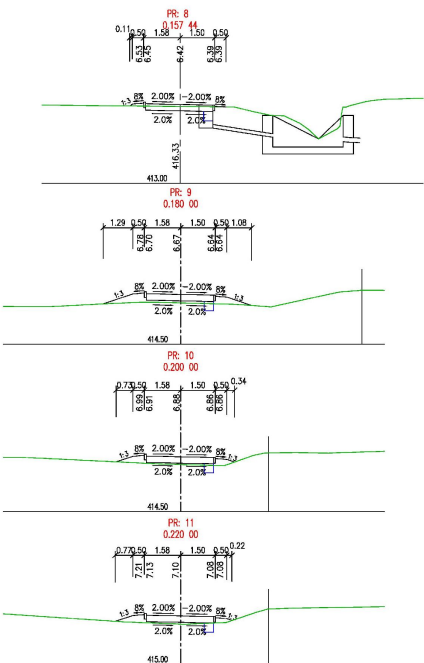 PR: 8
0.157 44
0.11 0.50 1.58 1.50 0.50
6.53 6.45 6.42 6.39 6.39
1:3 8% 2.00% -2.00% 8%
2.0% 2.0%
416.33
413.00
PR: 9
0.180 00
1.29 0.50 1.58 1.50 0.50 1.08
6.78 6.70 6.67 6.64 6.64
1:3 8% 2.00% -2.00% 8% 1:3
2.0% 2.0%
414.50
PR: 10
0.200 00
0.73 0.50 1.58 1.50 0.50 0.34
6.99 6.91 6.88 6.86 6.86
1:3 8% 2.00% -2.00% 8% 1:3
2.0% 2.0%
414.50
PR: 11
0.220 00
0.77 0.50 1.58 1.50 0.50 0.22
7.21 7.13 7.10 7.08 7.08
1:3 8% 2.00% -2.00% 8% 1:3
2.0% 2.0%
415.00